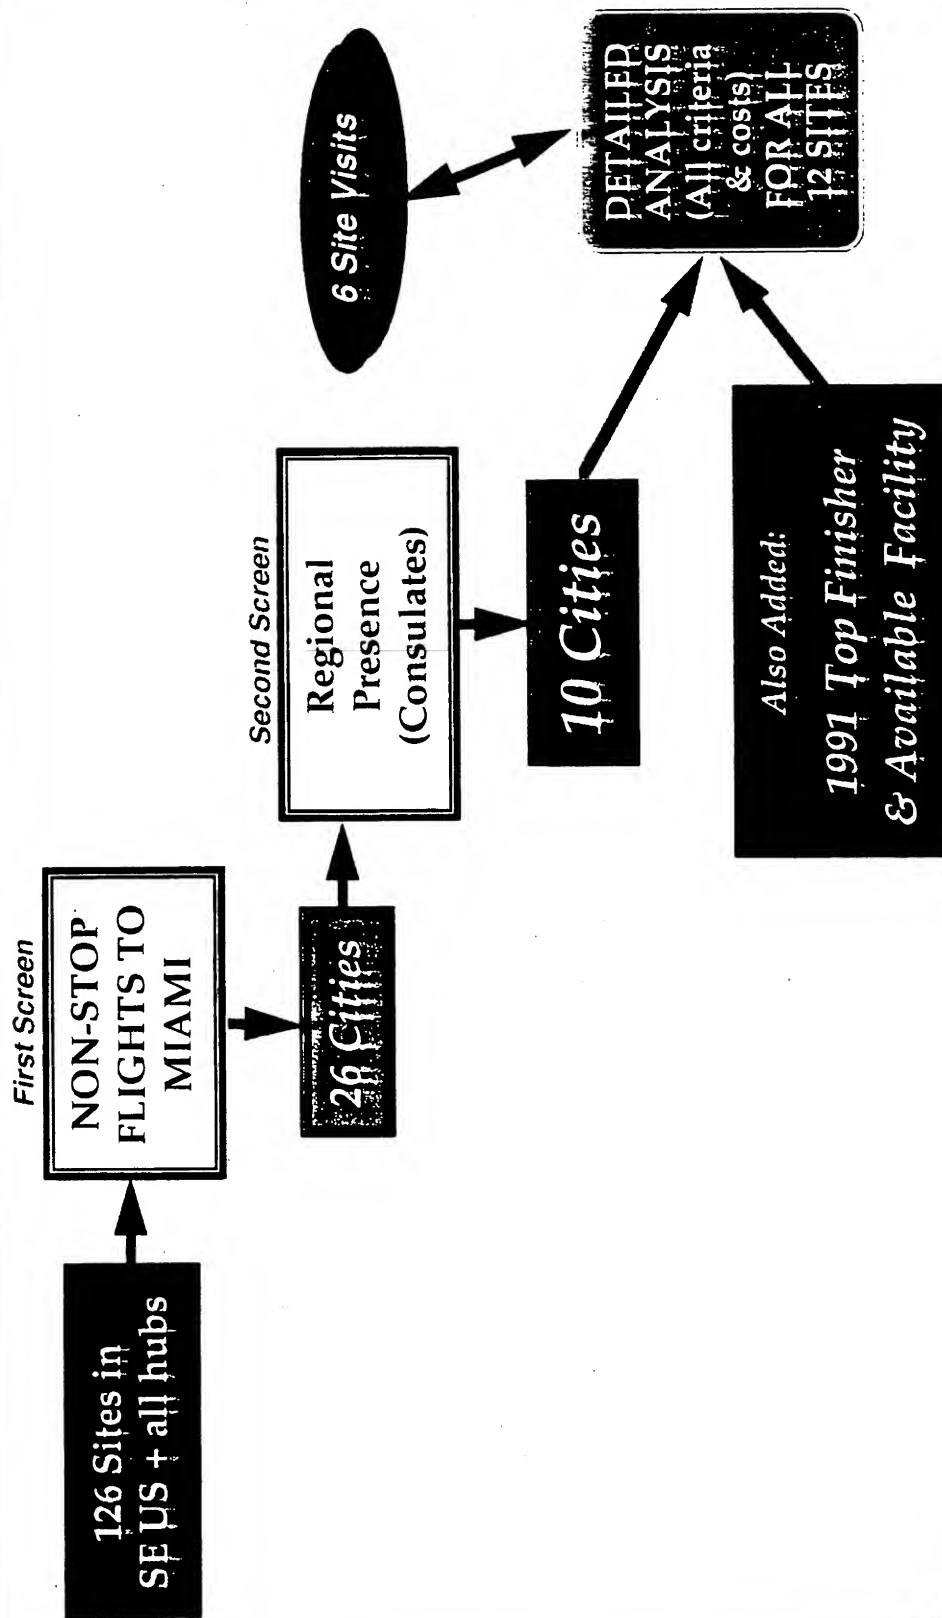 126 Sites in
SE US + all hubs
First Screen
NON-STOP
FLIGHTS TO
MIAMI
26 Cities
Second Screen
Regional
Presence
(Consulates)
10 Cities
Also Added:
1991 Top Finisher
& Available Facility
6 Site Visits
DETAILED
ANALYSIS
(All criteria
& costs)
FOR ALL
12 SITES